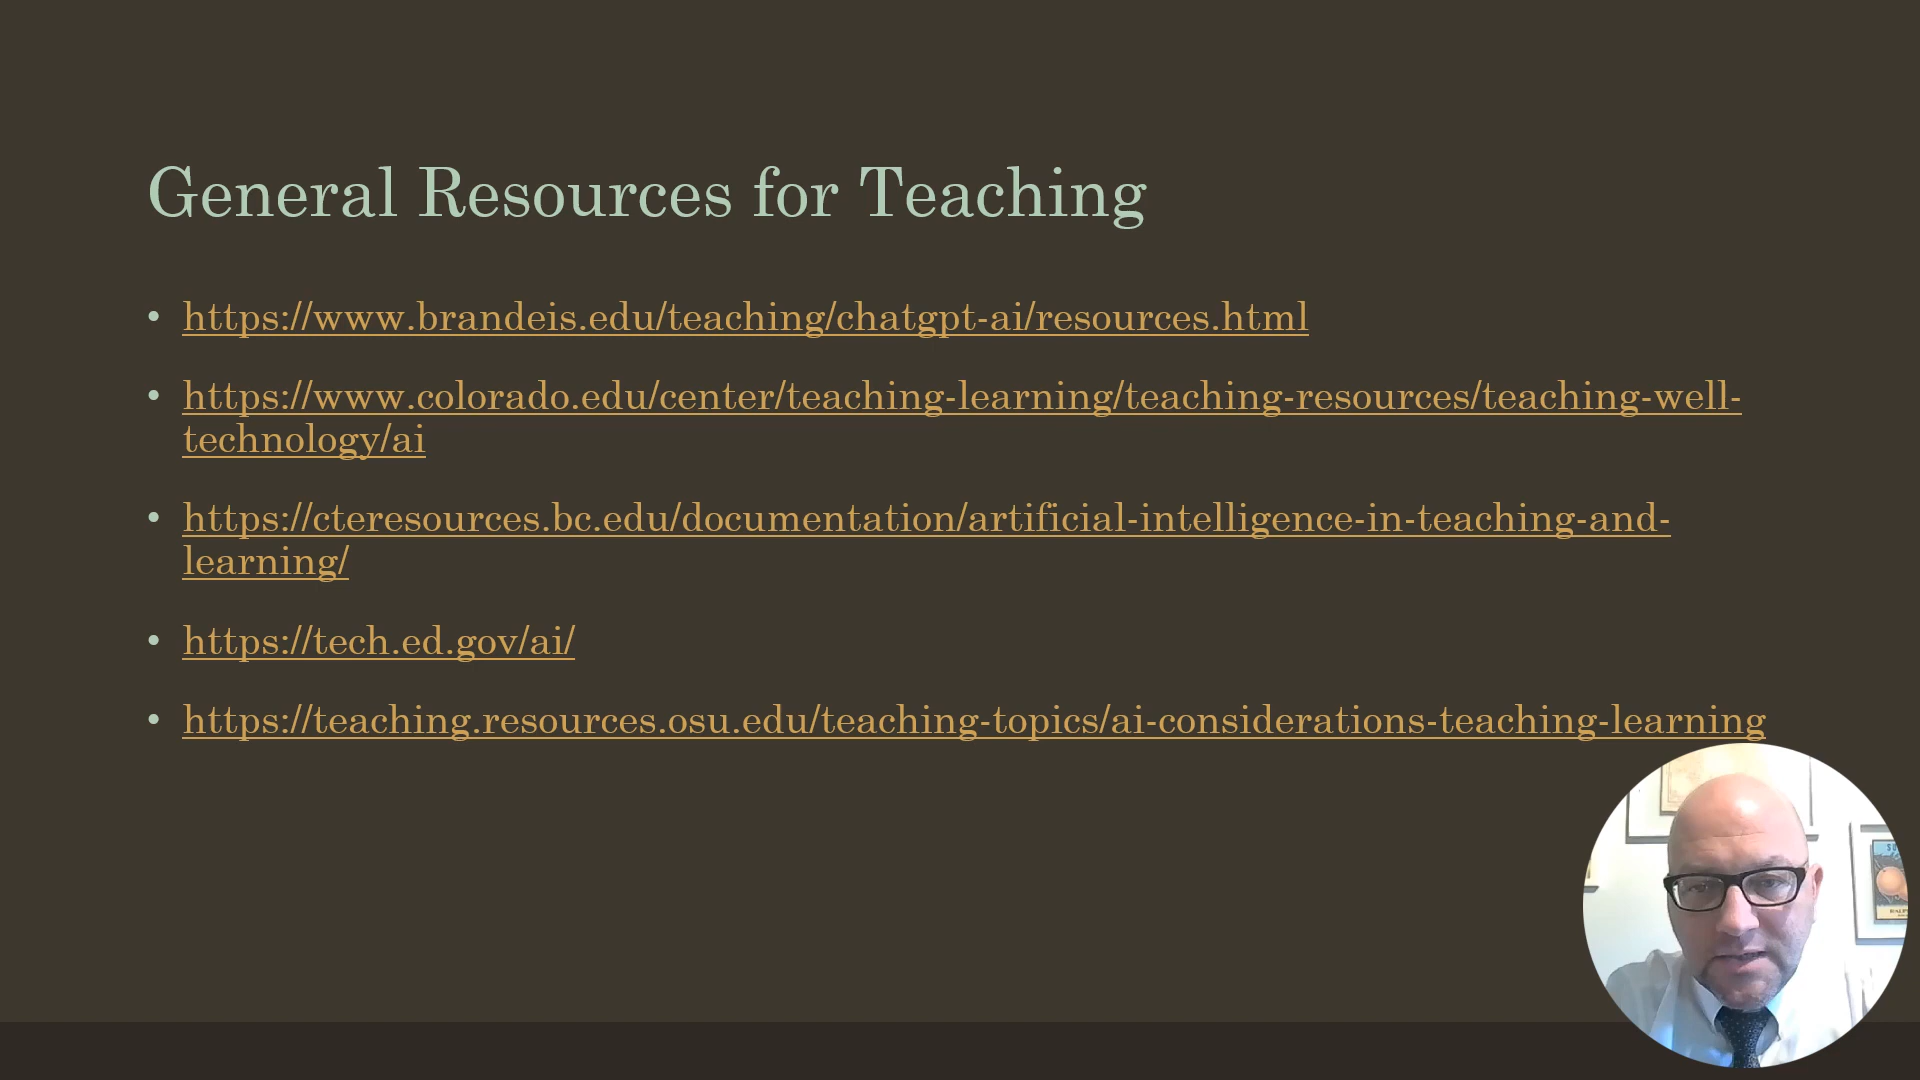 General Resources for Teaching
• https://www.brandeis.edu/teaching/chatgpt-ai/resources.html
• https://www.colorado.edu/center/teaching-learning/teaching-resources/teaching-well-
technology/ai
• https://cteresources.bc.edu/documentation/artificial-intelligence-in-teaching-and-
learning/
• https://tech.ed.gov/ai/
• https://teaching.resources.osu.edu/teaching-topics/ai-considerations-teaching-learning